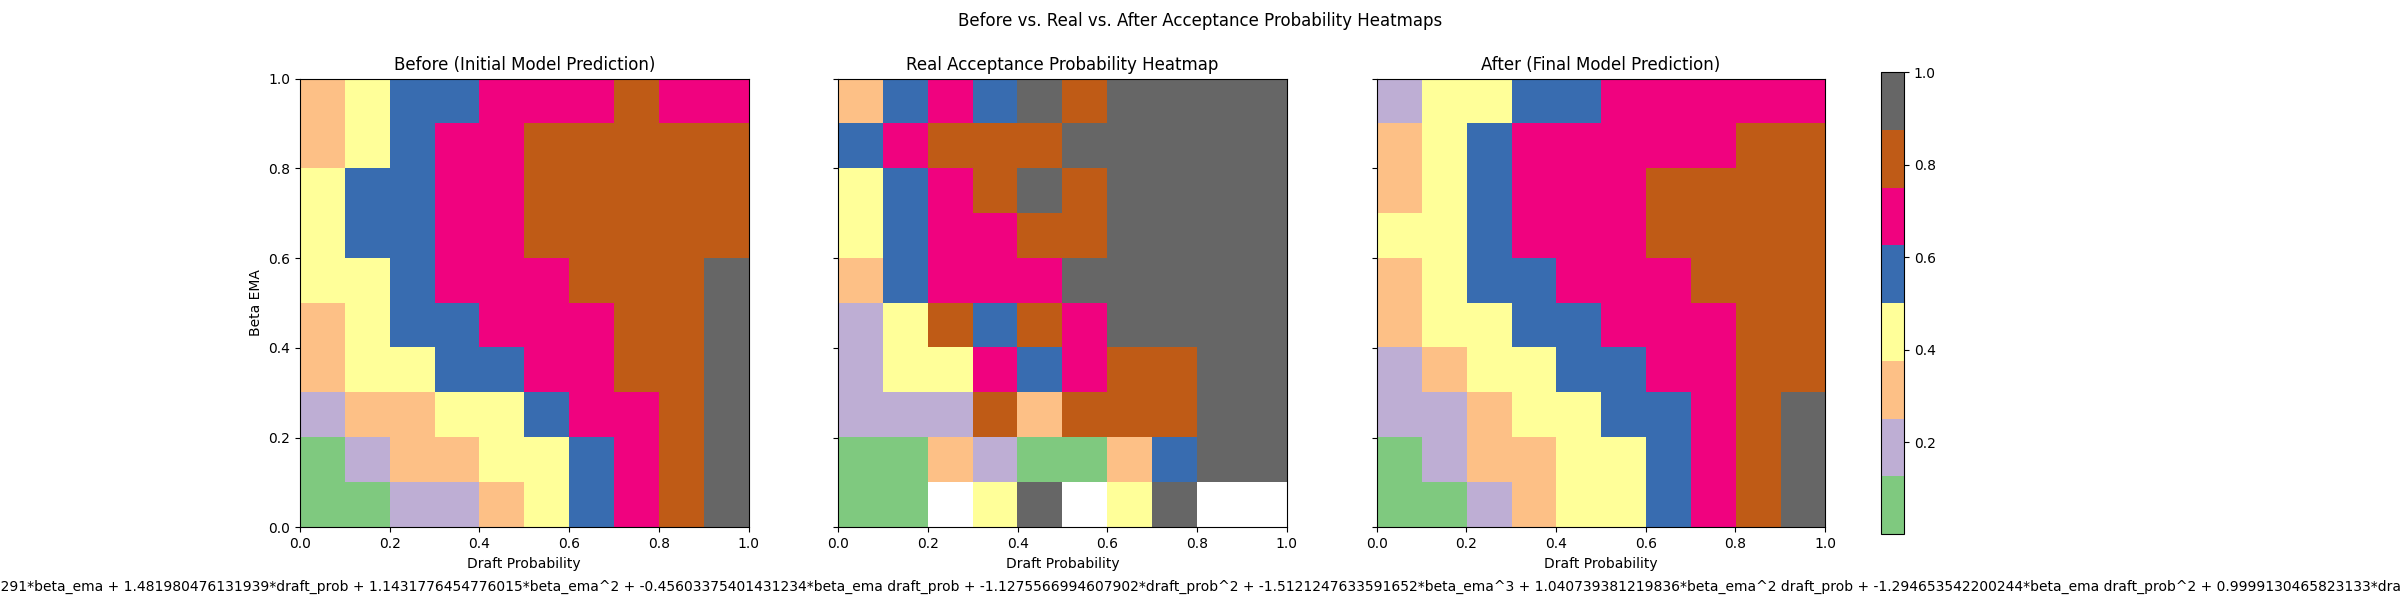 Before vs. Real vs. After Acceptance Probability Heatmaps
Before (Initial Model Prediction)
1.0
0.8
0.6
0.4
0.2
0.0
Beta EMA
0.0 0.2 0.4 0.6 0.8 1.0
Draft Probability
Real Acceptance Probability Heatmap
0.0 0.2 0.4 0.6 0.8 1.0
Draft Probability
After (Final Model Prediction)
0.0 0.2 0.4 0.6 0.8 1.0
Draft Probability
1.0
0.8
0.6
0.4
0.2
291*beta_ema + 1.481980476131939*draft_prob + 1.1431776454776015*beta_ema^2 + -0.45603375401431234*beta_ema draft_prob + -1.1275566994607902*draft_prob^2 + -1.5121247633591652*beta_ema^3 + 1.040739381219836*beta_ema^2 draft_prob + -1.294653542200244*beta_ema draft_prob^2 + 0.9999130465823133*dra